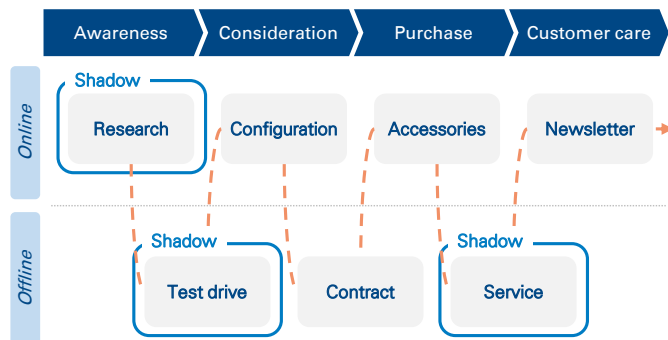 Awareness
Consideration
Purchase
Customer care
Online
Shadow
Research
Configuration
Accessories
Newsletter
Offline
Shadow
Test drive
Contract
Shadow
Service